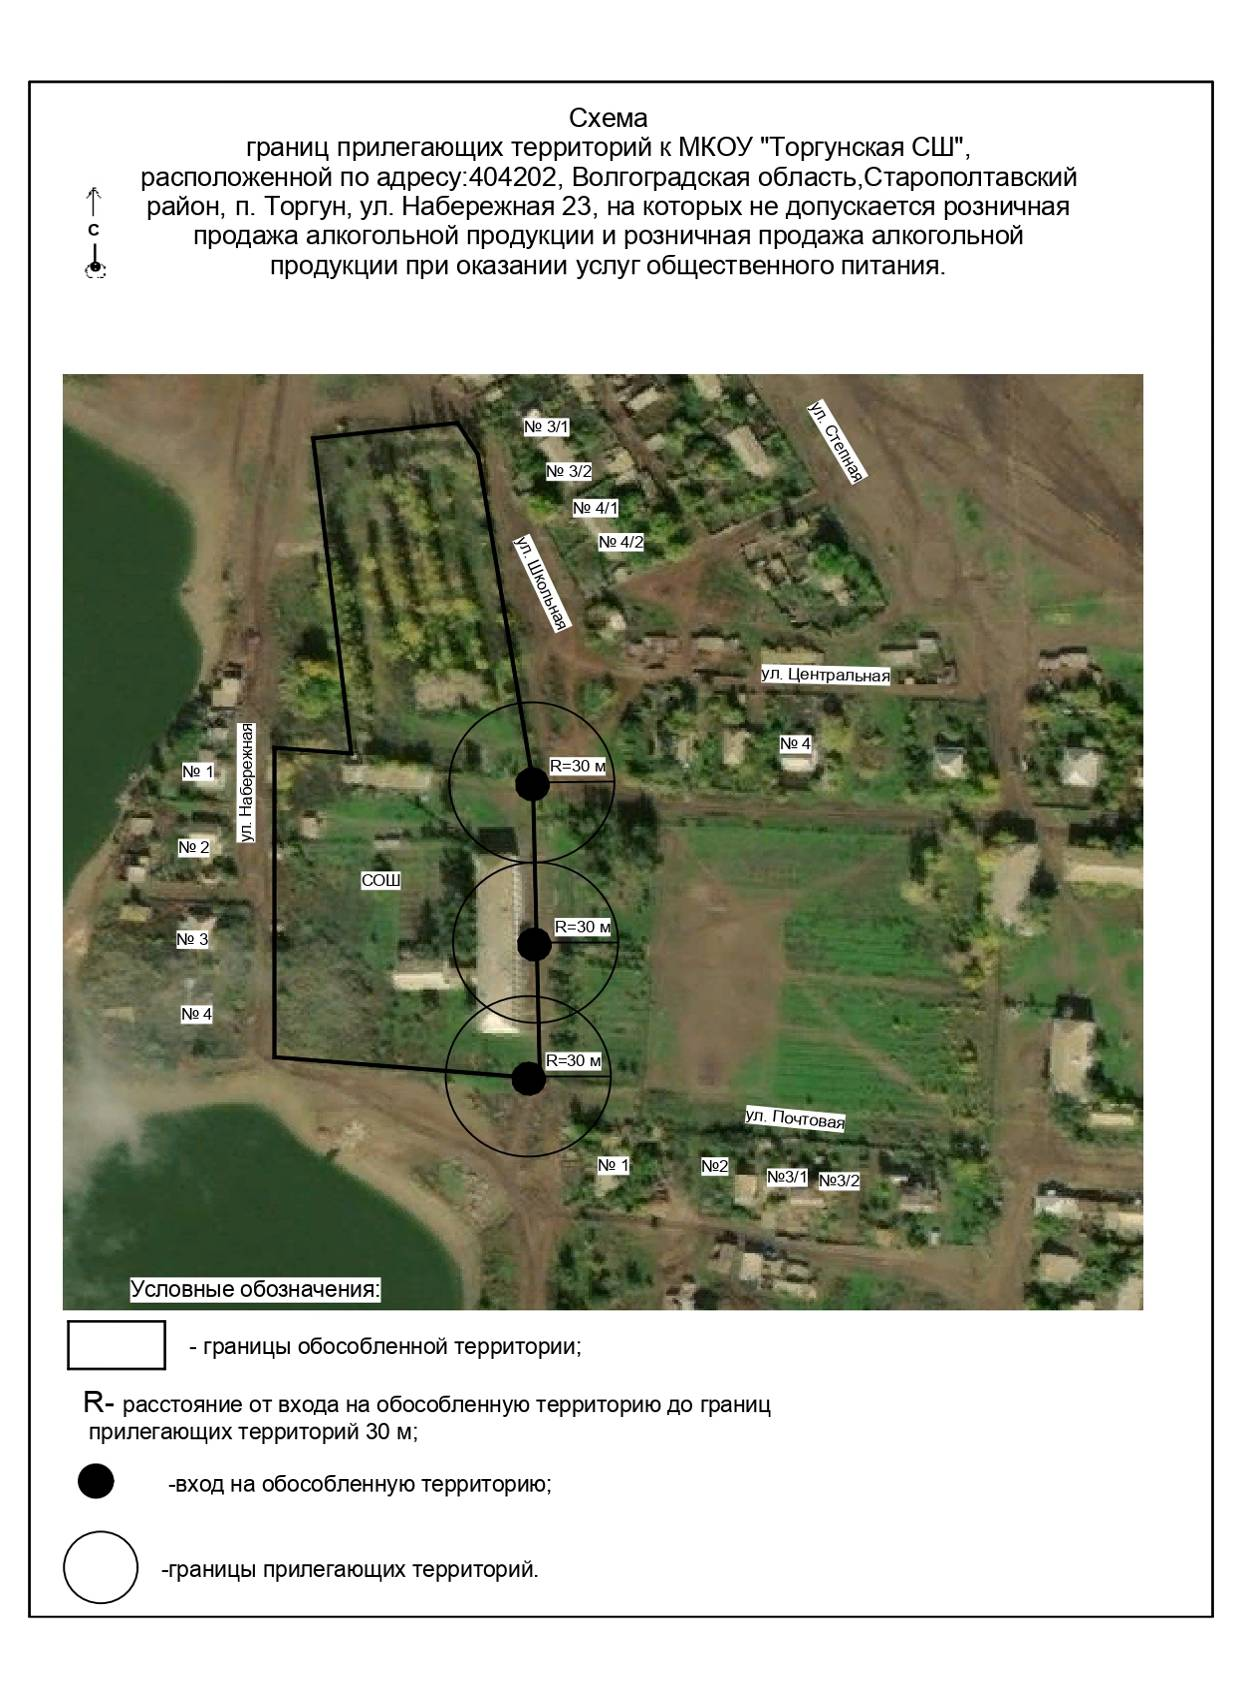 Схема
границ прилегающих территорий к МКОУ "Торгунская СШ",
расположенной по адресу:404202, Волгоградская область,Старополтавский
район, п. Торгун, ул. Набережная 23, на которых не допускается розничная
продажа алкогольной продукции и розничная продажа алкогольной
продукции при оказании услуг общественного питания.
С
№ 3/1
ул. Степная
№ 3/2
№ 4/1
№ 4/2
ул. Школьная
ул. Центральная
ул. Набережная
№ 4
R=30 м
№ 1
№ 2
СОШ
R=30 м
№ 3
№ 4
R=30 м
ул. Почтовая
№ 1
№2
№3/1
№3/2
Условные обозначения:
- границы обособленной территории;
R- расстояние от входа на обособленную территорию до границ
прилегающих территорий 30 м;
-вход на обособленную территорию;
-границы прилегающих территорий.